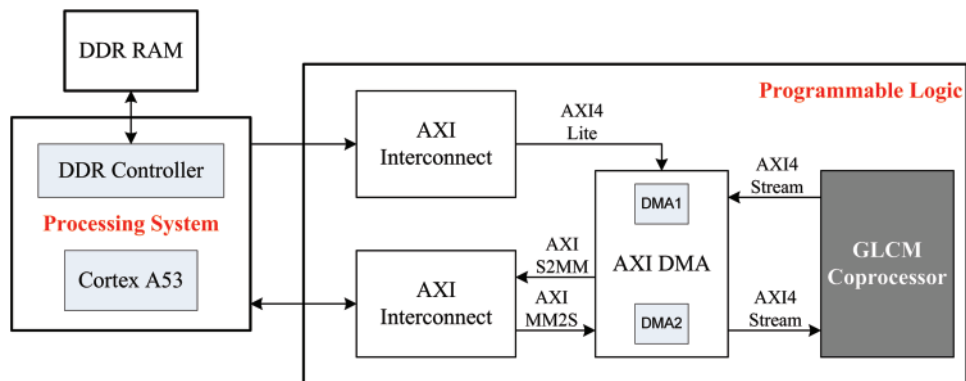 DDR RAM
Programmable Logic
AXI
Interconnect
AXI4
Lite
DDR Controller
Processing System
Cortex A53
DMA1
AXI4
Stream
AXI DMA
GLCM
Coprocessor
AXI
S2MM
AXI
Interconnect
AXI
MM2S
DMA2
AXI4
Stream